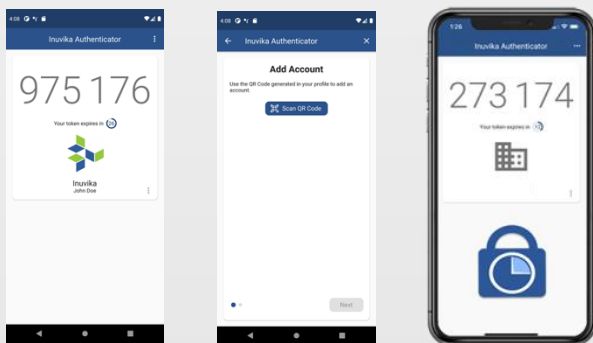 4:08
Inuvika Authenticator
975 176
Your token expires in 25
Inuvika
John Doe
4:08
Inuvika Authenticator
Add Account
Use the QR Code generated in your profile to add an
account.
Scan QR Code
Next
1:26
Inuvika Authenticator
273 174
Your token expires in